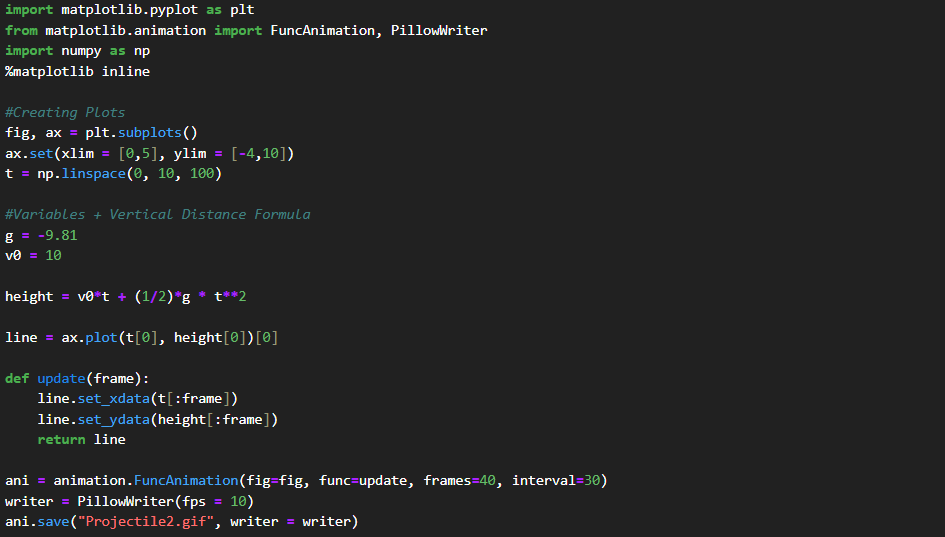 import matplotlib.pyplot as plt
from matplotlib.animation import FuncAnimation, PillowWriter
import numpy as np
%matplotlib inline

#Creating Plots
fig, ax = plt.subplots()
ax.set(xlim = [0,5], ylim = [-4,10])
t = np.linspace(0, 10, 100)

#Variables + Vertical Distance Formula
g = -9.81
v0 = 10

height = v0*t + (1/2)*g * t**2

line = ax.plot(t[0], height[0])[0]

def update(frame):
    line.set_xdata(t[:frame])
    line.set_ydata(height[:frame])
    return line

ani = animation.FuncAnimation(fig=fig, func=update, frames=40, interval=30)
writer = PillowWriter(fps = 10)
ani.save("Projectile2.gif", writer = writer)